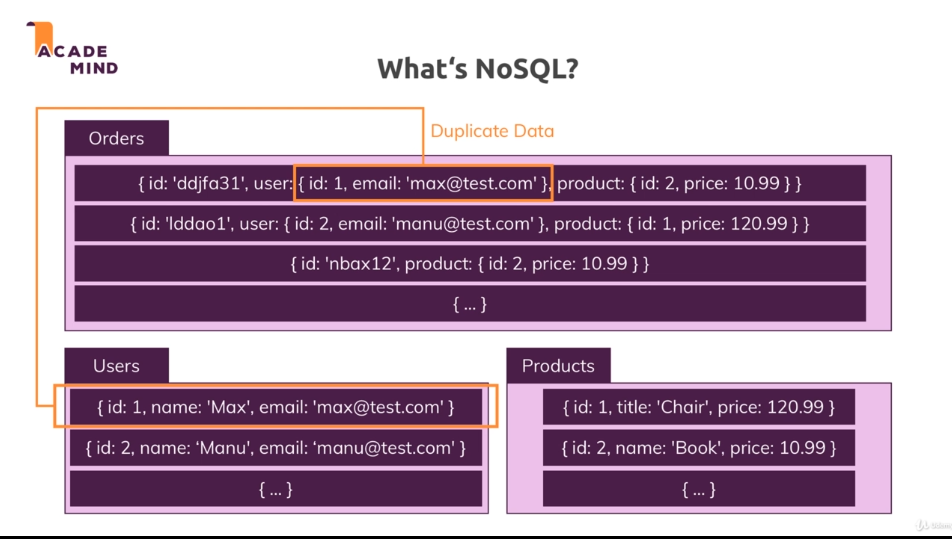 ACADE
MIND
What‘s NoSQL?
Duplicate Data
Orders
{ id: 'ddjfa31', user: { id: 1, email: 'max@test.com' }, product: { id: 2, price: 10.99 } }
{ id: 'lddao1', user: { id: 2, email: 'manu@test.com' }, product: { id: 1, price: 120.99 } }
{ id: 'nbax12', product: { id: 2, price: 10.99 } }
{ ... }
Users
{ id: 1, name: 'Max', email: 'max@test.com' }
{ id: 2, name: ‘Manu', email: ‘manu@test.com' }
{ ... }
Products
{ id: 1, title: 'Chair', price: 120.99 }
{ id: 2, name: 'Book', price: 10.99 }
{ ... }